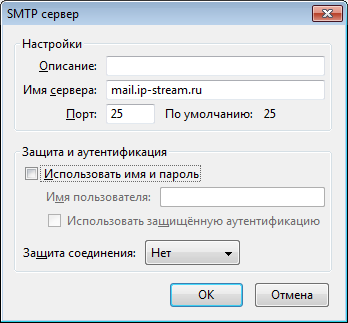 SMTP сервер
Настройки
Описание:
Имя сервера: mail.ip-stream.ru
Порт: 25 По умолчанию: 25
Защита и аутентификация
Использовать имя и пароль
Имя пользователя:
Использовать защищённую аутентификацию
Защита соединения: Нет
OK Отмена